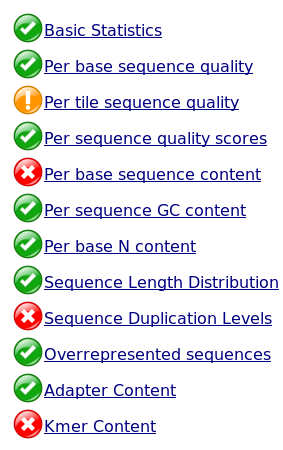 Basic Statistics
Per base sequence quality
Per tile sequence quality
Per sequence quality scores
Per base sequence content
Per sequence GC content
Per base N content
Sequence Length Distribution
Sequence Duplication Levels
Overrepresented sequences
Adapter Content
Kmer Content